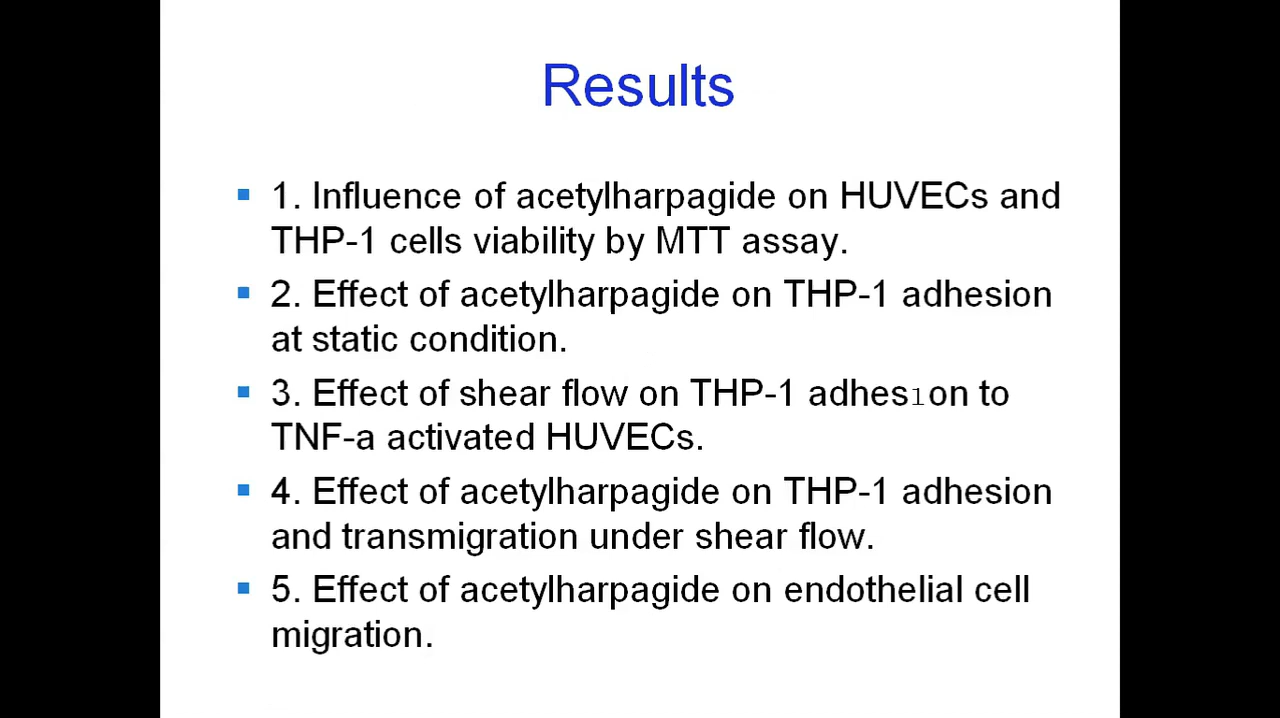 Results
1. Influence of acetylharpagide on HUVECs and
THP-1 cells viability by MTT assay.
2. Effect of acetylharpagide on THP-1 adhesion
at static condition.
3. Effect of shear flow on THP-1 adhes1on to
TNF-a activated HUVECs.
4. Effect of acetylharpagide on THP-1 adhesion
and transmigration under shear flow.
5. Effect of acetylharpagide on endothelial cell
migration.